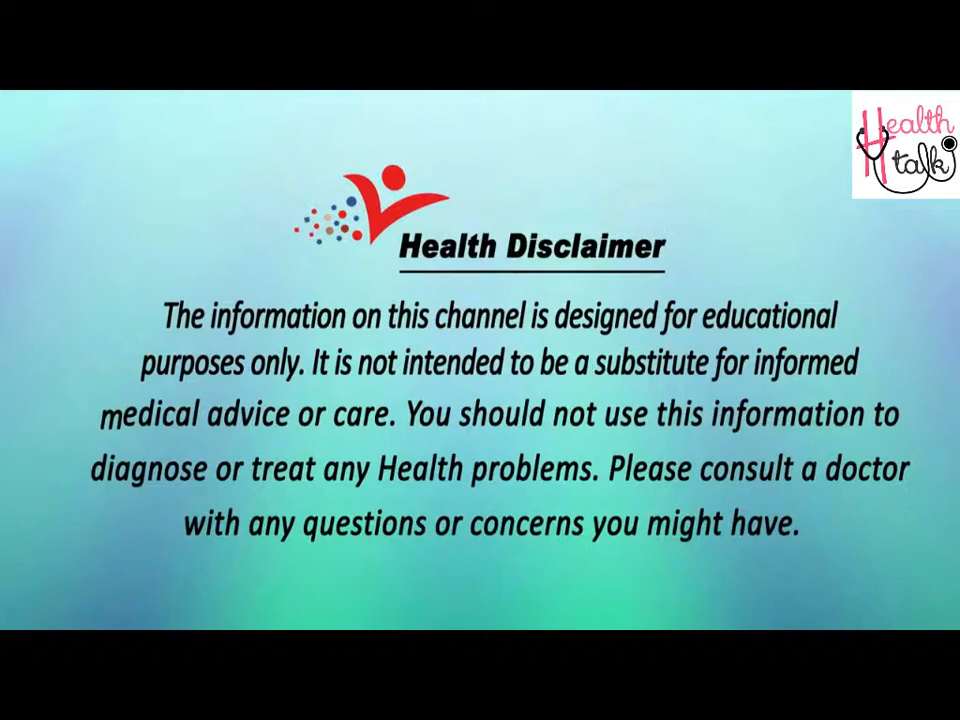 Health
talk
Health Disclaimer
The information on this channel is designed for educational
purposes only. It is not intended to be a substitute for informed
medical advice or care. You should not use this information to
diagnose or treat any Health problems. Please consult a doctor
with any questions or concerns you might have.